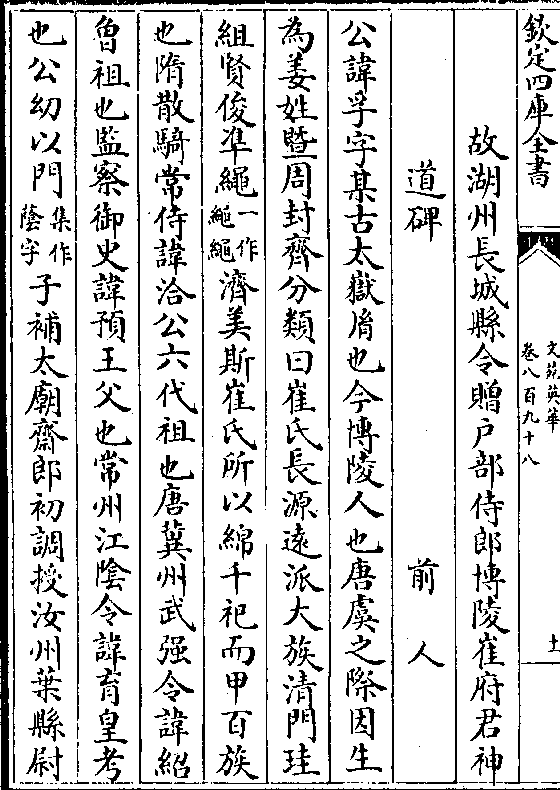 欽定四庫全書
文苑英華
卷八百九十八
十
故湖州長城縣令贈户部侍郎博陵崔府君神
道碑 前人
公諱孚字某古太嶽𦙍也今博陵人也唐虞之際因生
為姜姓暨周封齊分類曰崔氏長源遠派大族清門珪
組賢俊凖繩一作繩繩濟美斯崔氏所以綿千祀而甲百族
也隋散騎常侍諱洽公六代祖也唐冀州武强令諱紹
曾祖也監察御史諱預王父也常州江隂令諱育皇考
也公幼以門集作蔭字子補太廟齋郎初調授汝州葉縣尉